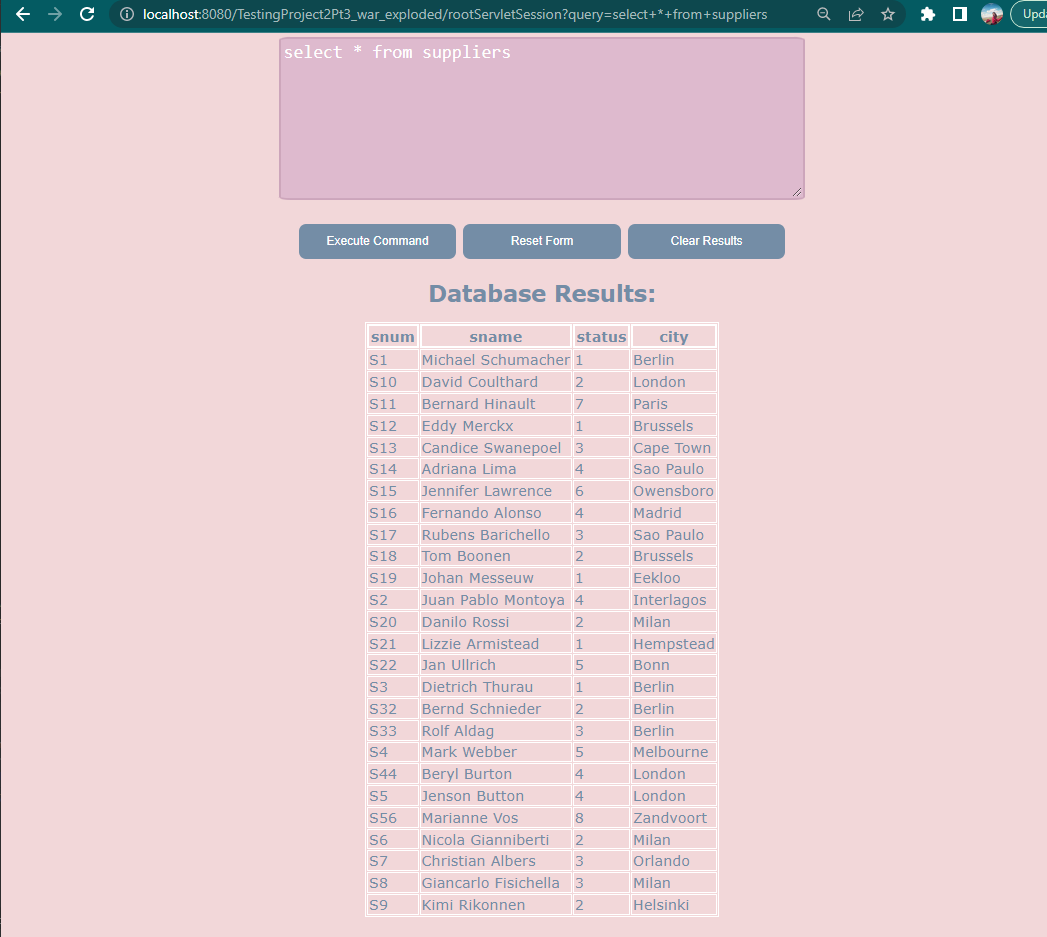 localhost:8080/TestingProject2Pt3_war_exploded/rootServletSession?query=select+*+from+suppliers
select * from suppliers
Execute Command Reset Form Clear Results
Database Results:
snum sname status city
S1 Michael Schumacher 1 Berlin
S10 David Coulthard 2 London
S11 Bernard Hinault 7 Paris
S12 Eddy Merckx 1 Brussels
S13 Candice Swanepoel 3 Cape Town
S14 Adriana Lima 4 Sao Paulo
S15 Jennifer Lawrence 6 Owensboro
S16 Fernando Alonso 4 Madrid
S17 Rubens Barichello 3 Sao Paulo
S18 Tom Boonen 2 Brussels
S19 Johan Messeuw 1 Eekloo
S2 Juan Pablo Montoya 4 Interlagos
S20 Danilo Rossi 2 Milan
S21 Lizzie Armistead 1 Hempstead
S22 Jan Ullrich 5 Bonn
S3 Dietrich Thurau 1 Berlin
S32 Bernd Schnieder 2 Berlin
S33 Rolf Aldag 3 Berlin
S4 Mark Webber 5 Melbourne
S44 Beryl Burton 4 London
S5 Jenson Button 4 London
S56 Marianne Vos 8 Zandvoort
S6 Nicola Gianniberti 2 Milan
S7 Christian Albers 3 Orlando
S8 Giancarlo Fisichella 3 Milan
S9 Kimi Rikonnen 2 Helsinki